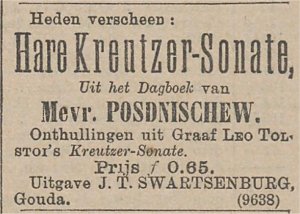 Heden verscheen:
Hare Kreutzer-Sonate,
Uit het Dagboek van
Mevr. POSDNISCHEW.
Onthullingen uit Graaf LEO TOL-
STOI'S Kreutzer-Sonate.
Prijs f 0.65.
Uitgave J. T. SWARTSENBURG,
Gouda. (9638)